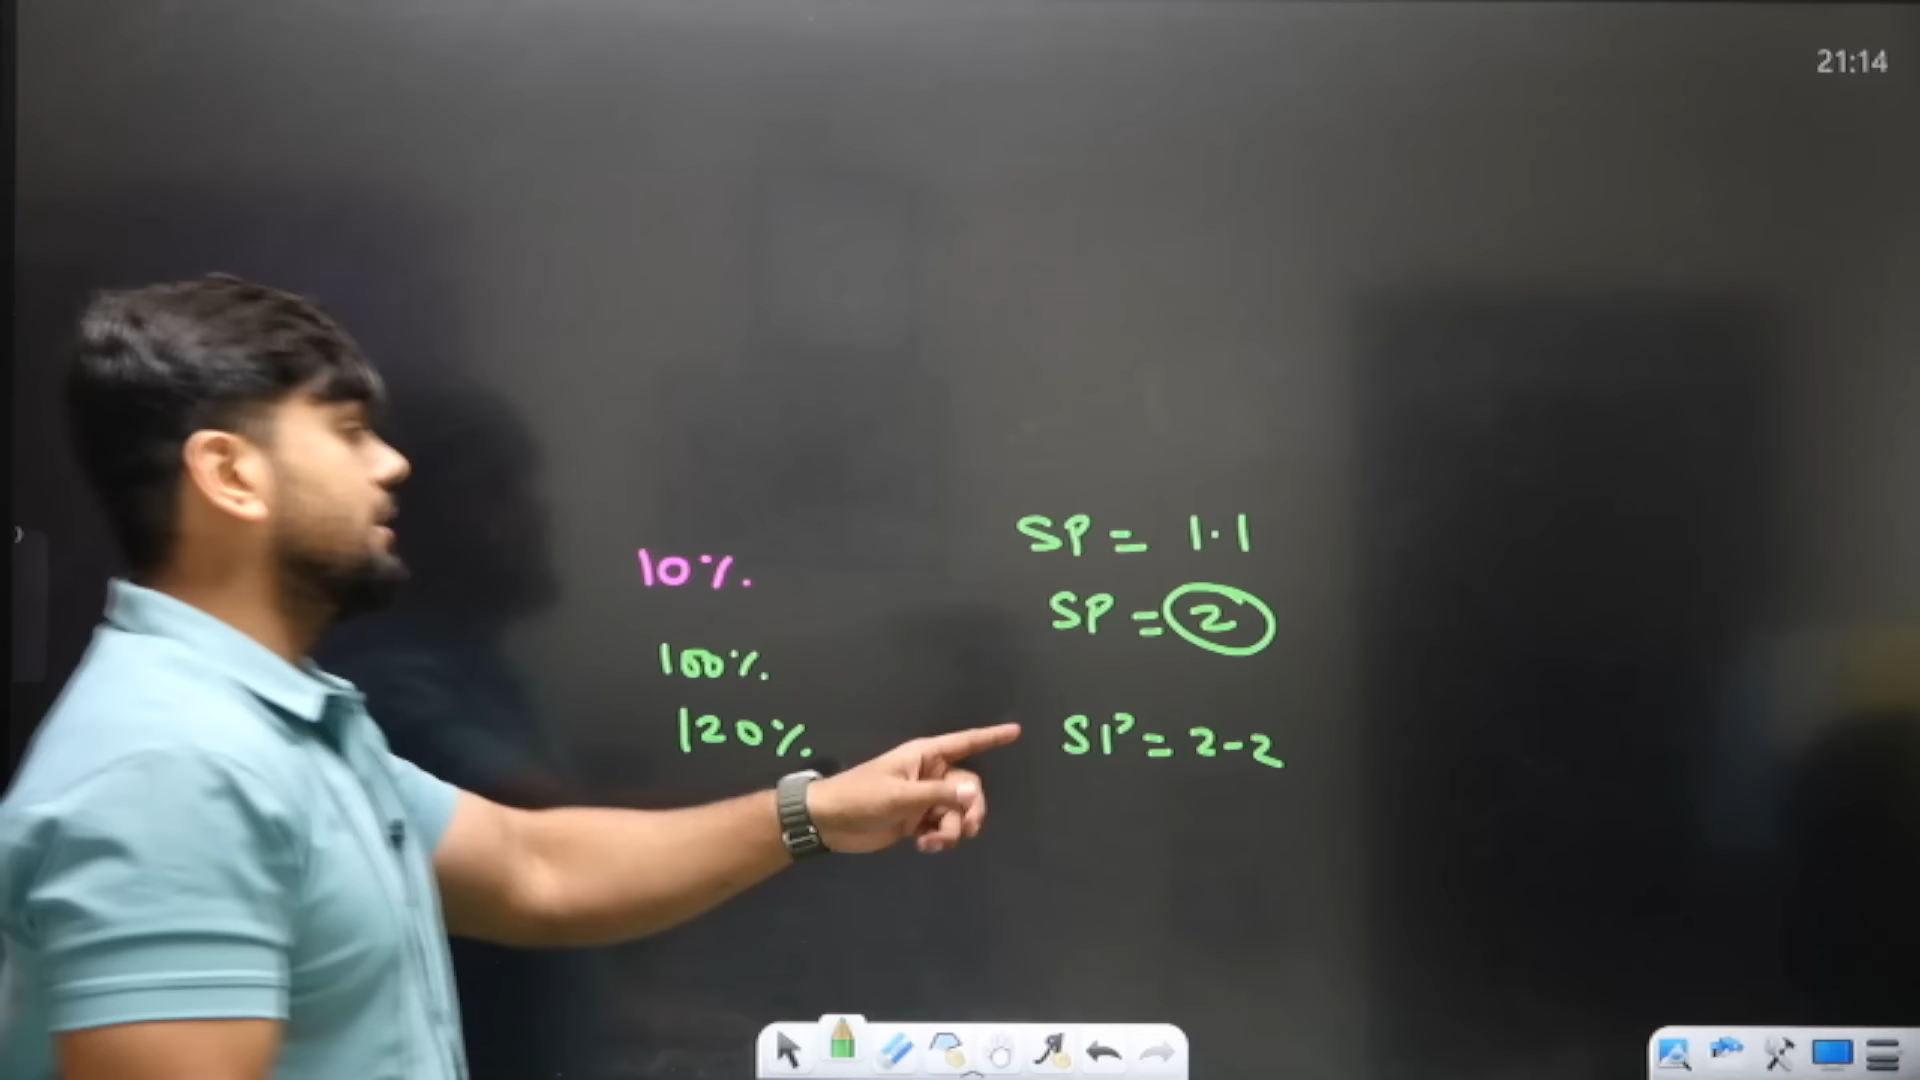 21:14
SP = 1.1
10%.
SP = 2
100%.
120%.
SP = 2-2